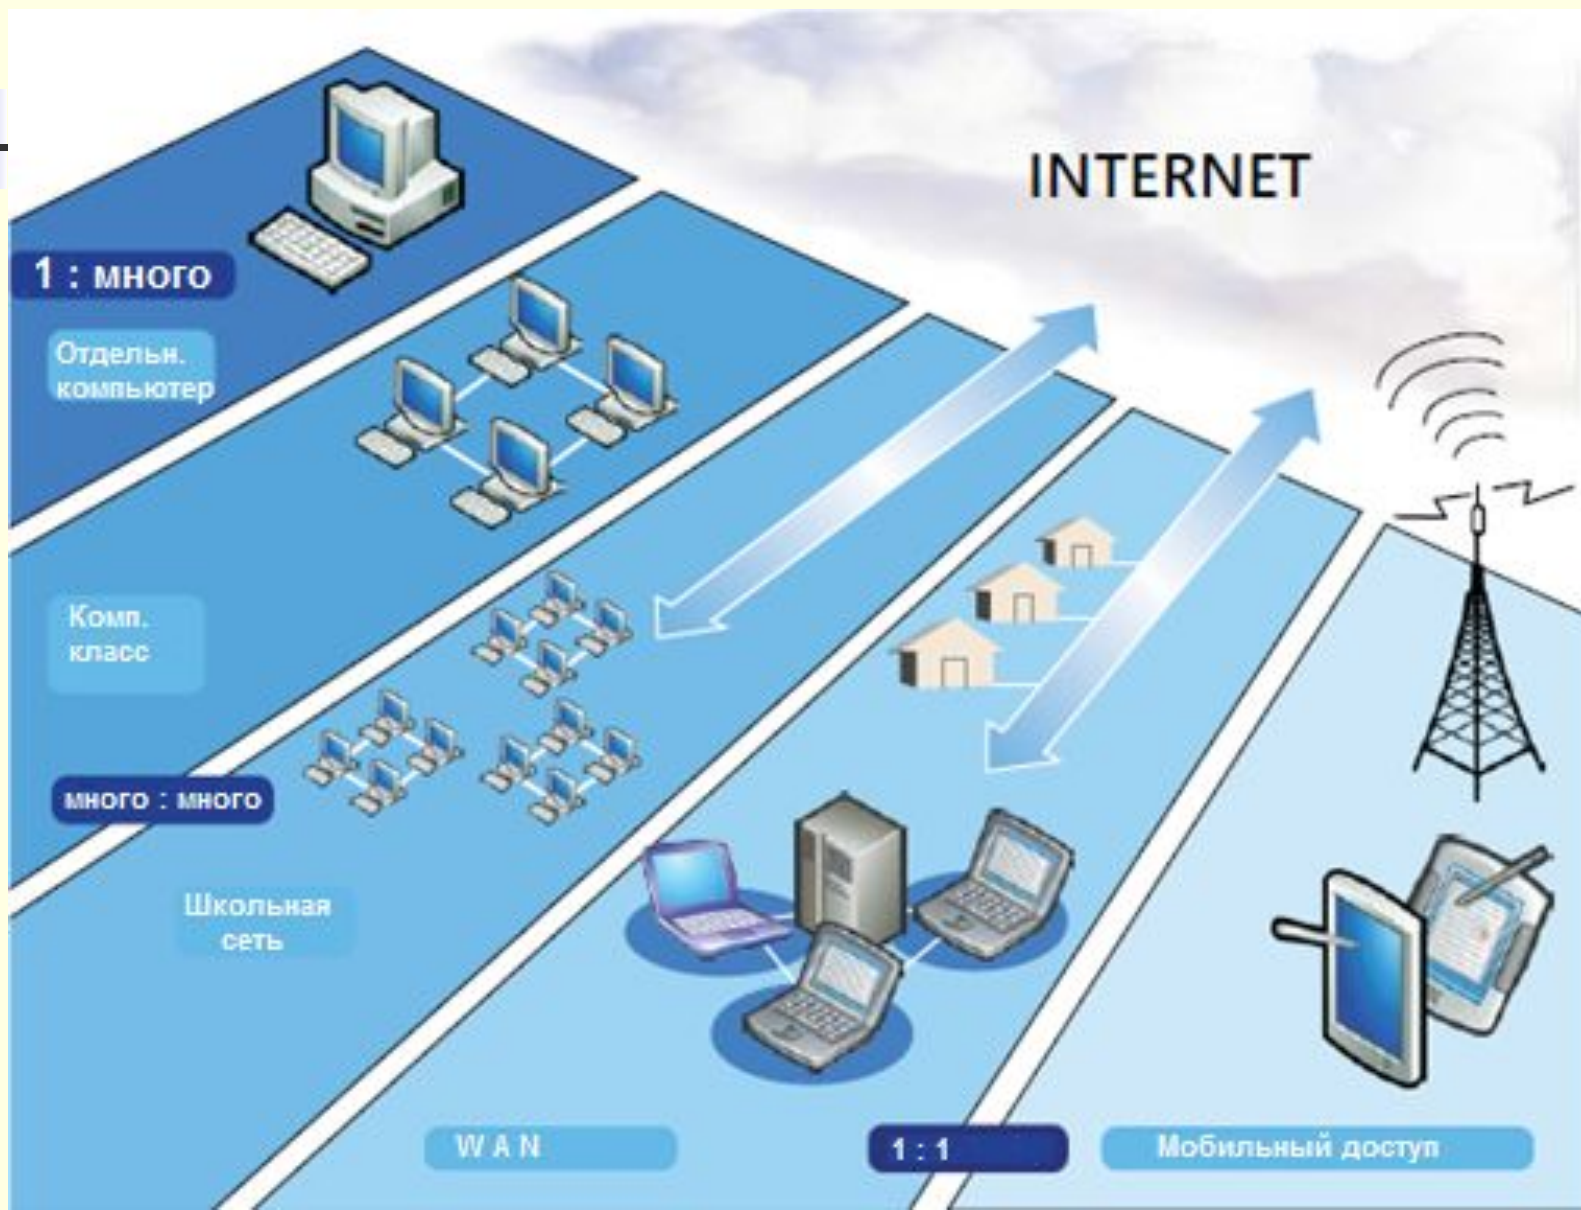 INTERNET
1 : много
Отдельн.
компьютер
Комп.
класс
много : много
Школьная
сеть
W A N
1 : 1
Мобильный доступ